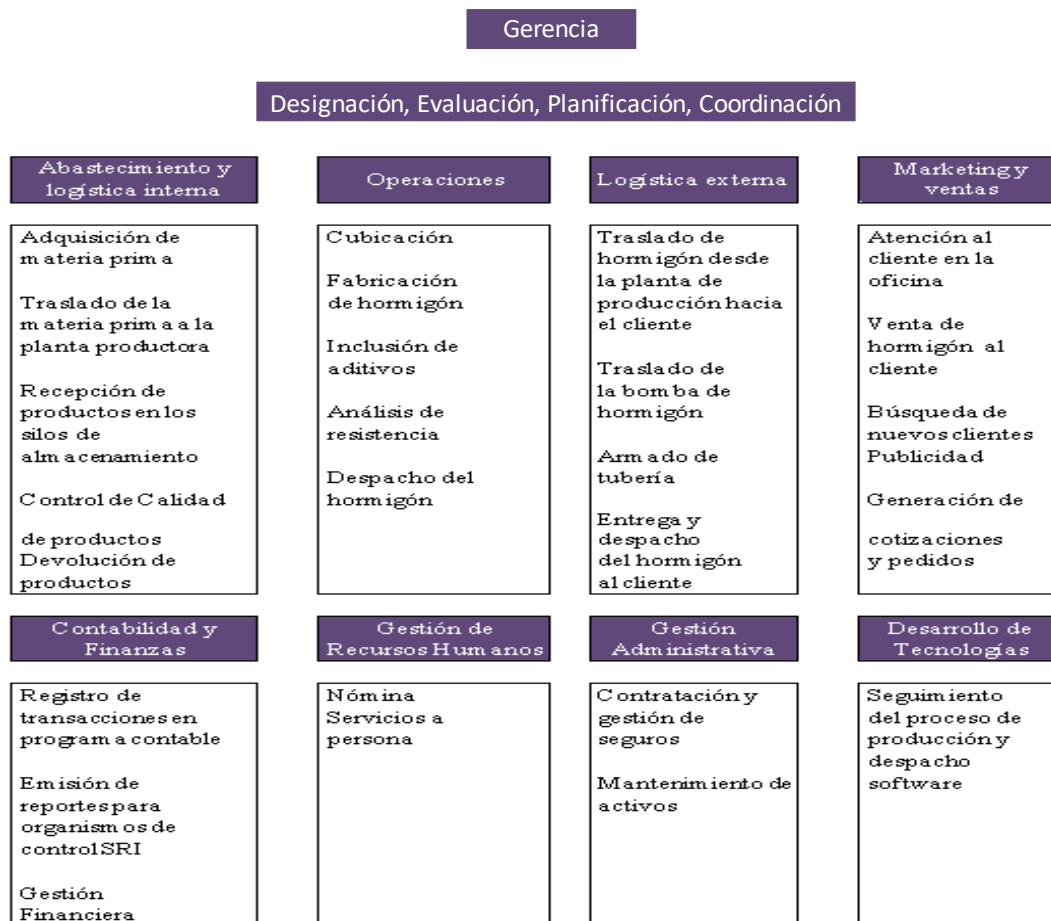 Gerencia
Designación, Evaluación, Planificación, Coordinación
Abastecimiento y
logística interna
Adquisición de
materia prima
Traslado de la
materia prima a la
planta productora
Recepción de
productos en los
silos de
almacenamiento
Control de Calidad
de productos
Devolución de
productos
Operaciones
Cubicación
Fabricación
de hormigón
Inclusión de
aditivos
Análisis de
resistencia
Despacho del
hormigón
Logística externa
Traslado de
hormigón desde
la planta de
producción hacia
el cliente
Traslado de
la bomba de
hormigón
Armado de
tubería
Entrega y
despacho
del hormigón
al cliente
Marketing y
ventas
Atención al
cliente en la
oficina
Venta de
hormigón al
cliente
Búsqueda de
nuevos clientes
Publicidad
Generación de
cotizaciones
y pedidos
Contabilidad y
Finanzas
Registro de
transacciones en
programa contable
Emisión de
reportes para
organismos de
control SRI
Gestión
Financiera
Gestión de
Recursos Humanos
Nómina
Servicios a
persona
Gestión
Administrativa
Contratación y
gestión de
seguros
Mantenimiento de
activos
Desarrollo de
Tecnologías
Seguimiento
del proceso de
producción y
despacho
software